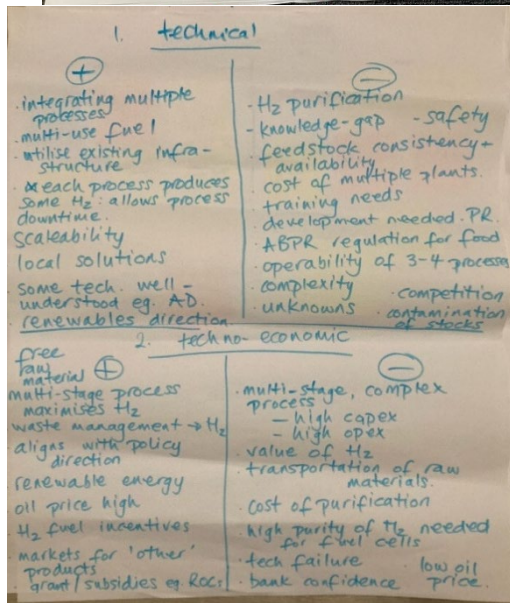 1. technical
+
· integrating multiple
processes
· multi-use fuel
· utilise existing infra-
structure
· each process produces
some H2: allows process
downtime.
scaleability
local solutions
some tech. well-
understood eg. AD.
· renewables direction.
−
· H2 purification
- knowledge-gap - safety
· feedstock consistency +
availability
· cost of multiple plants.
· training needs
· development needed. PR.
· ABPR regulation for food
· operability of 3-4 processes
· complexity · competition
· unknowns · contamination
of stocks
2. techno-economic
free
raw
material +
multi-stage process
maximises H2
waste management → H2
· aligns with policy
direction
renewable energy
oil price high
· H2 fuel incentives
· markets for 'other'
products
· grant/subsidies eg ROCs
−
· multi-stage, complex
process
- high capex
- high opex
· value of H2
· transportation of raw
materials.
· cost of purification
· high purity of H2 needed
for fuel cells
· tech failure · low oil
price.
· bank confidence